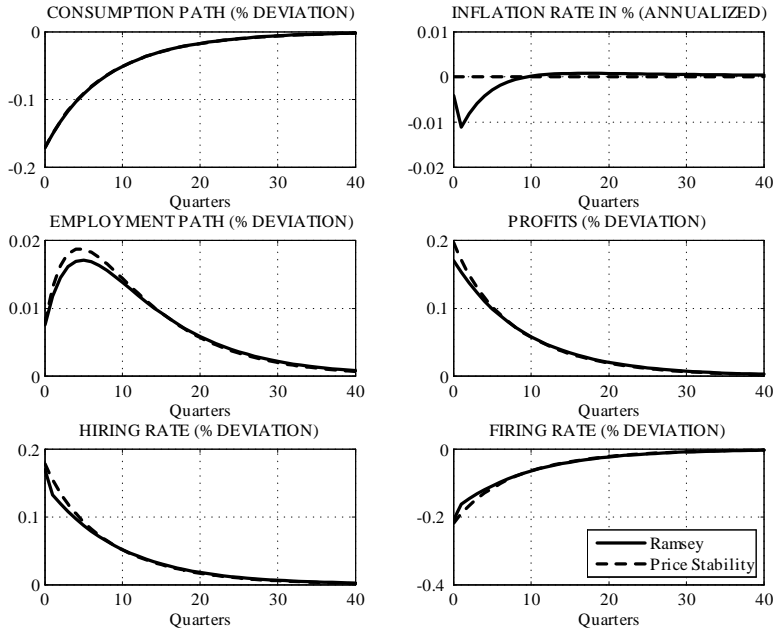 CONSUMPTION PATH (% DEVIATION)
0
-0.1
-0.2
0 10 20 30 40
Quarters
INFLATION RATE IN % (ANNUALIZED)
0.01
0
-0.01
-0.02
0 10 20 30 40
Quarters
EMPLOYMENT PATH (% DEVIATION)
0.02
0.01
0
0 10 20 30 40
Quarters
PROFITS (% DEVIATION)
0.2
0.1
0
0 10 20 30 40
Quarters
HIRING RATE (% DEVIATION)
0.2
0.1
0
0 10 20 30 40
Quarters
FIRING RATE (% DEVIATION)
0
-0.2
-0.4
0 10 20 30 40
Quarters
Ramsey
Price Stability